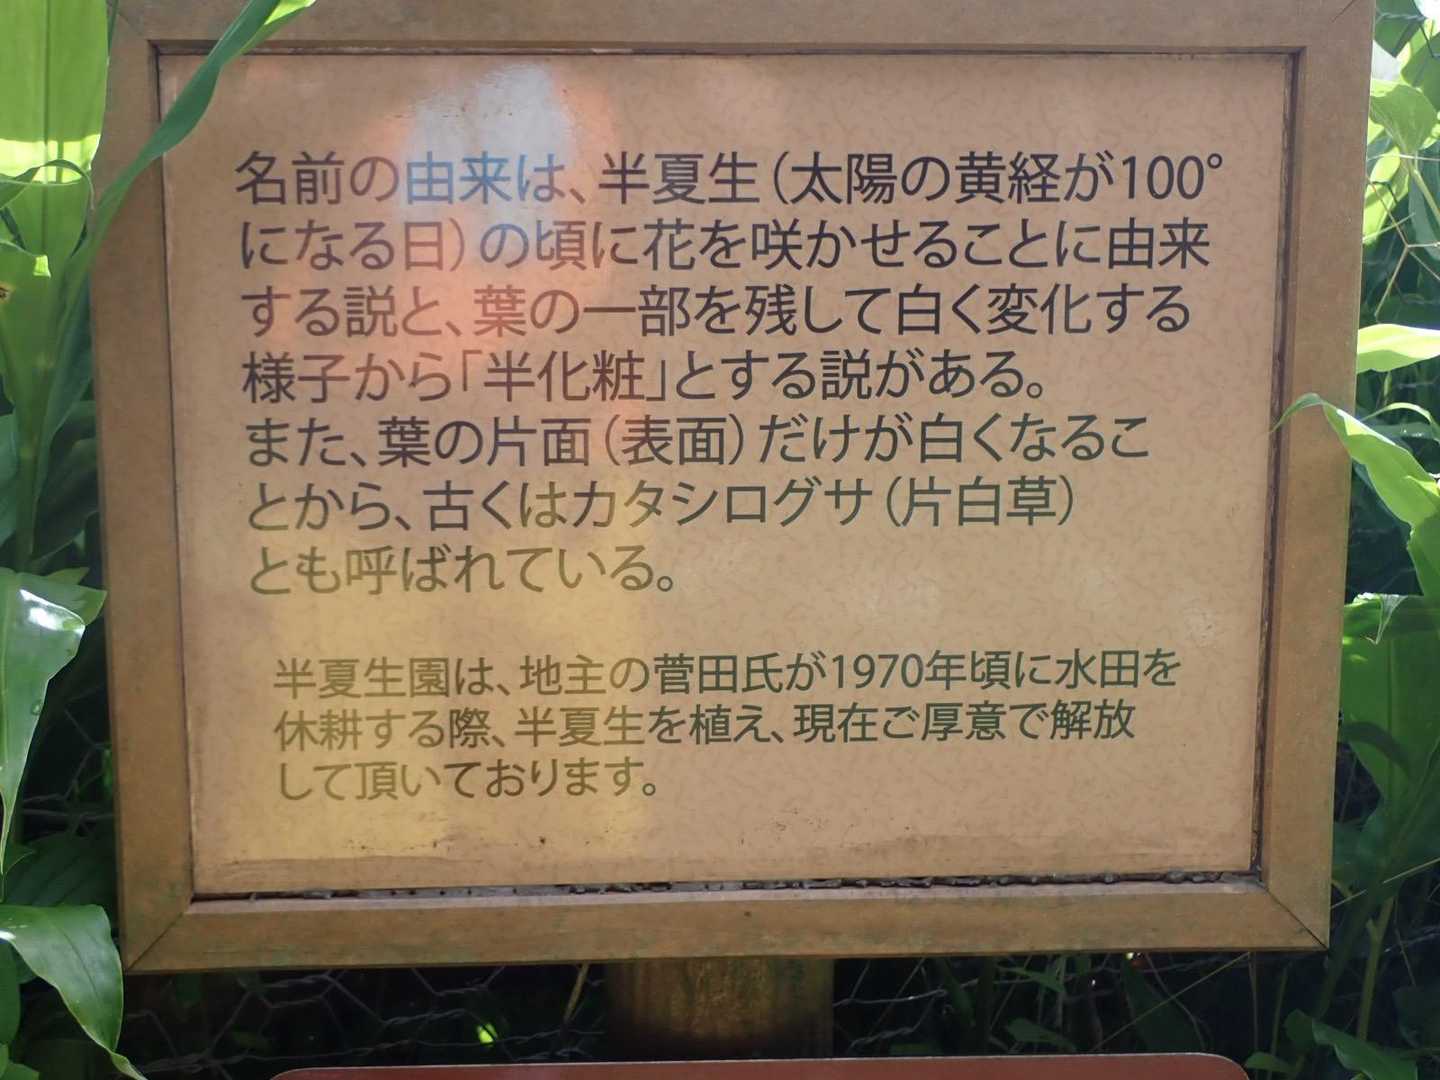 名前の由来は、半夏生（太陽の黄経が100°
になる日）の頃に花を咲かせることに由来
する説と、葉の一部を残して白く変化する
様子から「半化粧」とする説がある。
また、葉の片面（表面）だけが白くなるこ
とから、古くはカタシログサ（片白草）
とも呼ばれている。
半夏生園は、地主の菅田氏が1970年頃に水田を
休耕する際、半夏生を植え、現在ご厚意で解放
して頂いております。